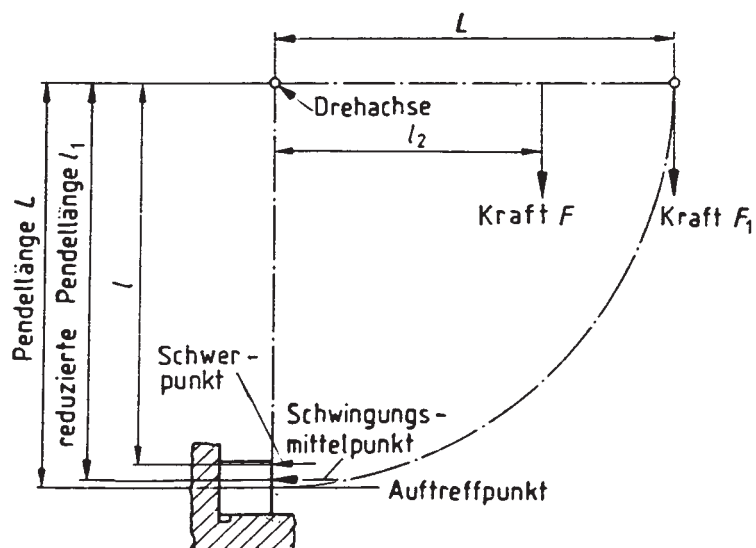 L
Drehachse
l₂
Kraft F
Kraft F₁
Pendellänge L
reduzierte Pendellänge l₁
l
Schwer-
punkt
Schwingungs-
mittelpunkt
Auftreffpunkt